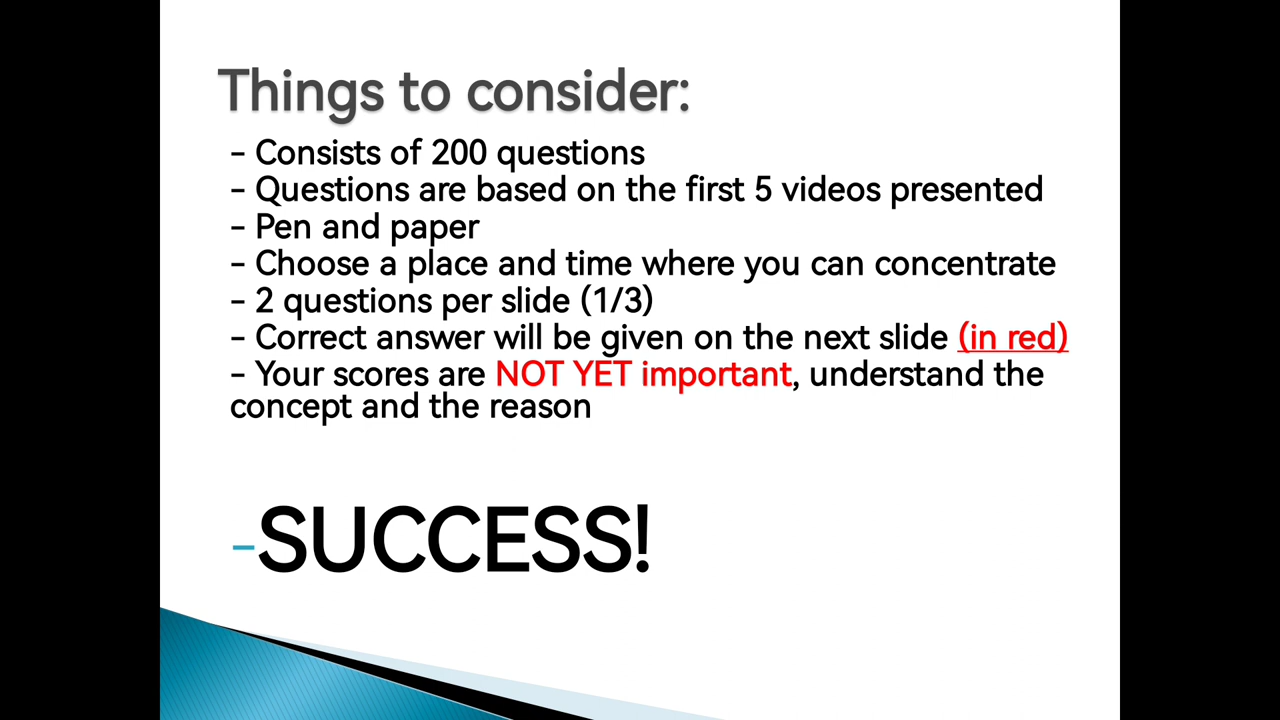 Things to consider:
- Consists of 200 questions
- Questions are based on the first 5 videos presented
- Pen and paper
- Choose a place and time where you can concentrate
- 2 questions per slide (1/3)
- Correct answer will be given on the next slide (in red)
- Your scores are NOT YET important, understand the
concept and the reason
-SUCCESS!